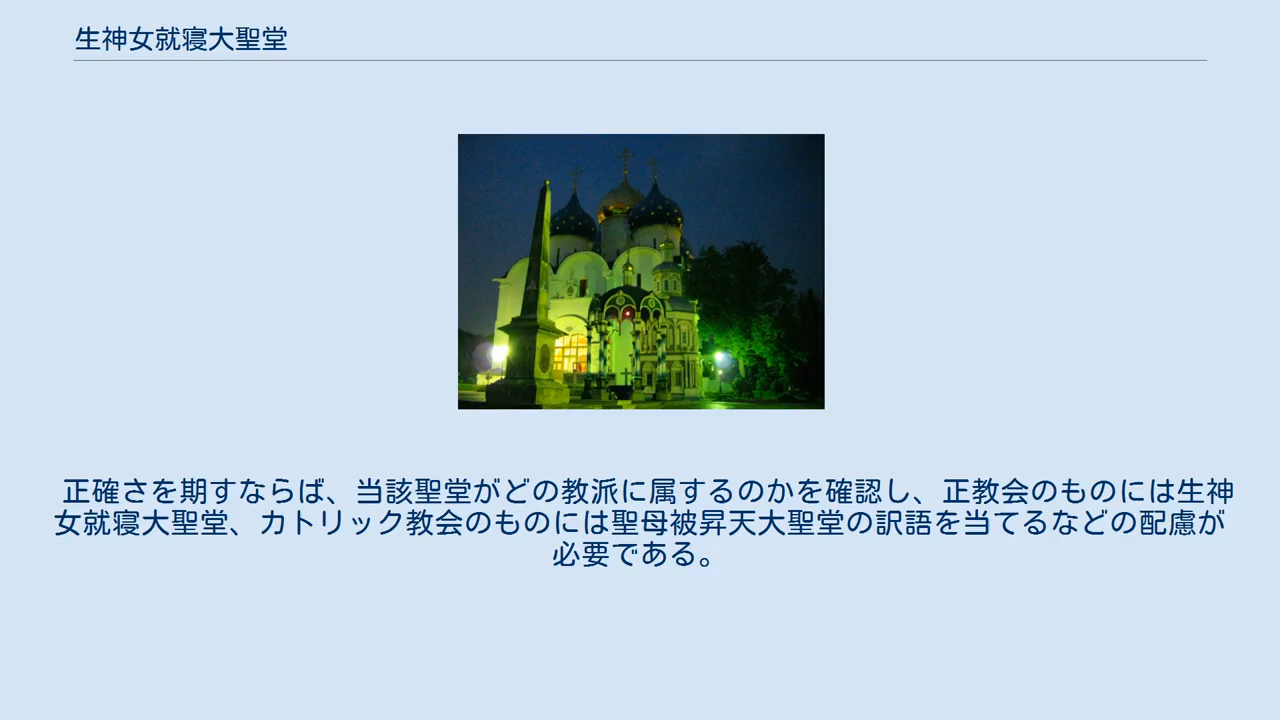 生神女就寝大聖堂
正確さを期すならば、当該聖堂がどの教派に属するのかを確認し、正教会のものには生神
女就寝大聖堂、カトリック教会のものには聖母被昇天大聖堂の訳語を当てるなどの配慮が
必要である。